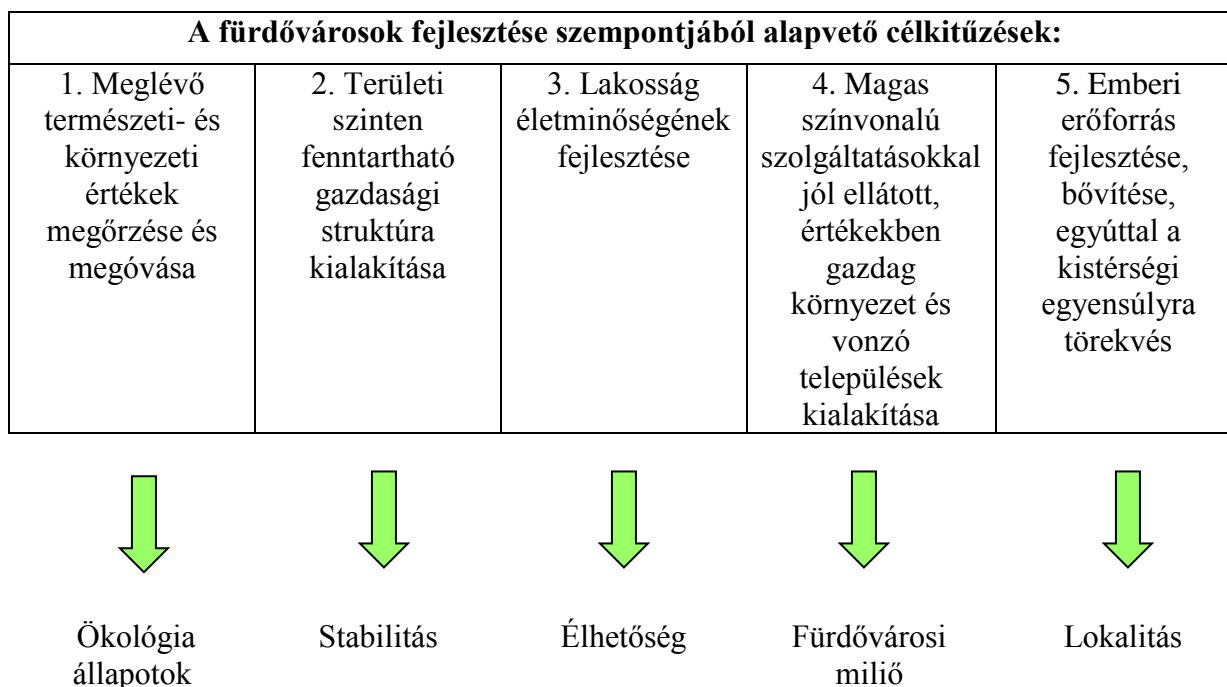 A fürdővárosok fejlesztése szempontjából alapvető célkitűzések:
1. Meglévő
természeti- és
környezeti
értékek
megőrzése és
megóvása
2. Területi
szinten
fenntartható
gazdasági
struktúra
kialakítása
3. Lakosság
életminőségének
fejlesztése
4. Magas
színvonalú
szolgáltatásokkal
jól ellátott,
értékekben
gazdag
környezet és
vonzó
települések
kialakítása
5. Emberi
erőforrás
fejlesztése,
bővítése,
egyúttal a
kistérségi
egyensúlyra
törekvés
Ökológia
állapotok
Stabilitás
Élhetőség
Fürdővárosi
miliő
Lokalitás